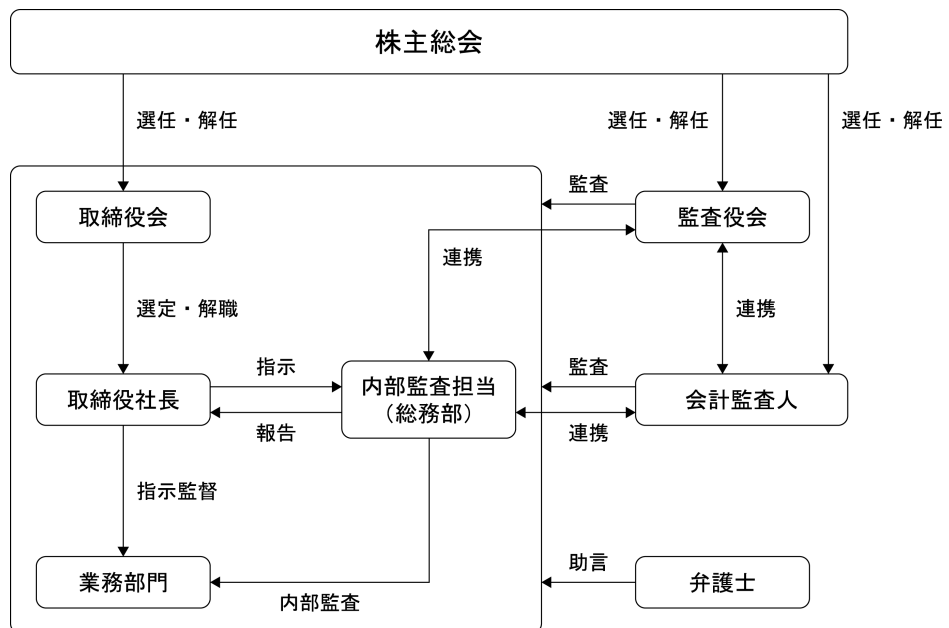 株主総会
選任・解任
選任・解任
選任・解任
取締役会
監査
監査役会
連携
選定・解職
連携
取締役社長
指示
報告
内部監査担当
（総務部）
監査
連携
会計監査人
指示監督
業務部門
内部監査
助言
弁護士